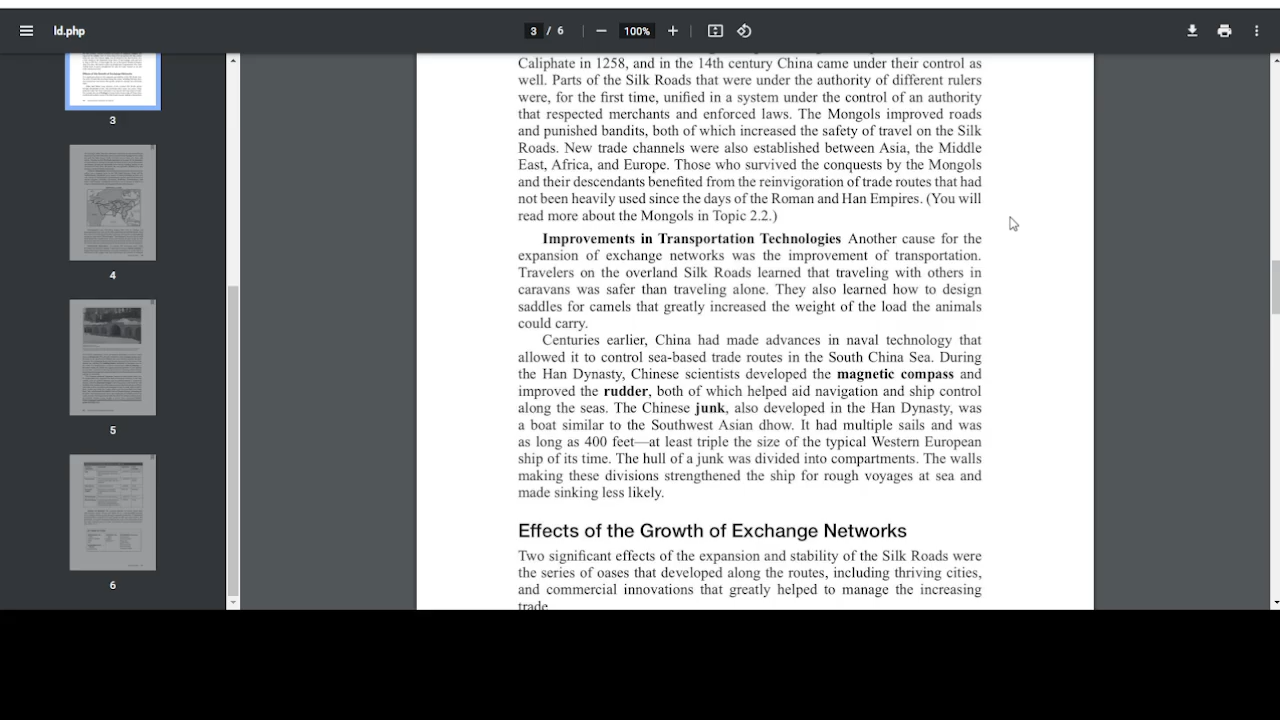 ld.php
3 / 6
100%
Caliphate in 1258, and in the 14th century China came under their control as
well. Parts of the Silk Roads that were under the authority of different rulers
were, for the first time, unified in a system under the control of an authority
that respected merchants and enforced laws. The Mongols improved roads
and punished bandits, both of which increased the safety of travel on the Silk
Roads. New trade channels were also established between Asia, the Middle
East, Africa, and Europe. Those who survived the conquests by the Mongols
and their descendants benefited from the reinvigoration of trade routes that had
not been heavily used since the days of the Roman and Han Empires. (You will
read more about the Mongols in Topic 2.2.)
Improvements in Transportation Technologies Another cause for the
expansion of exchange networks was the improvement of transportation.
Travelers on the overland Silk Roads learned that traveling with others in
caravans was safer than traveling alone. They also learned how to design
saddles for camels that greatly increased the weight of the load the animals
could carry.
Centuries earlier, China had made advances in naval technology that
allowed it to control sea-based trade routes in the South China Sea. During
the Han Dynasty, Chinese scientists developed the magnetic compass and
improved the rudder, both of which helped aid navigation and ship control
along the seas. The Chinese junk, also developed in the Han Dynasty, was
a boat similar to the Southwest Asian dhow. It had multiple sails and was
as long as 400 feet—at least triple the size of the typical Western European
ship of its time. The hull of a junk was divided into compartments. The walls
making these divisions strengthened the ship for rough voyages at sea and
made sinking less likely.
Effects of the Growth of Exchange Networks
Two significant effects of the expansion and stability of the Silk Roads were
the series of oases that developed along the routes, including thriving cities,
and commercial innovations that greatly helped to manage the increasing
trade.
3
4
5
6